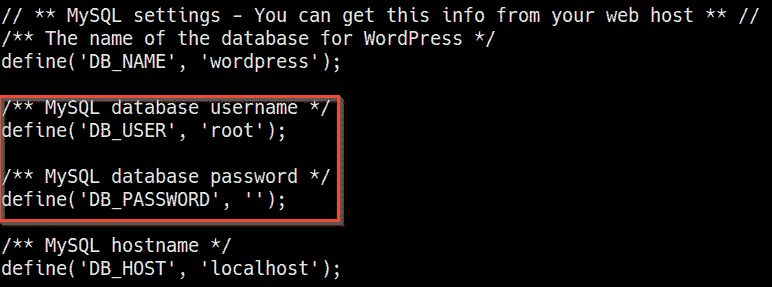 // ** MySQL settings - You can get this info from your web host ** //
/** The name of the database for WordPress */
define('DB_NAME', 'wordpress');
/** MySQL database username */
define('DB_USER', 'root');
/** MySQL database password */
define('DB_PASSWORD', '');
/** MySQL hostname */
define('DB_HOST', 'localhost');